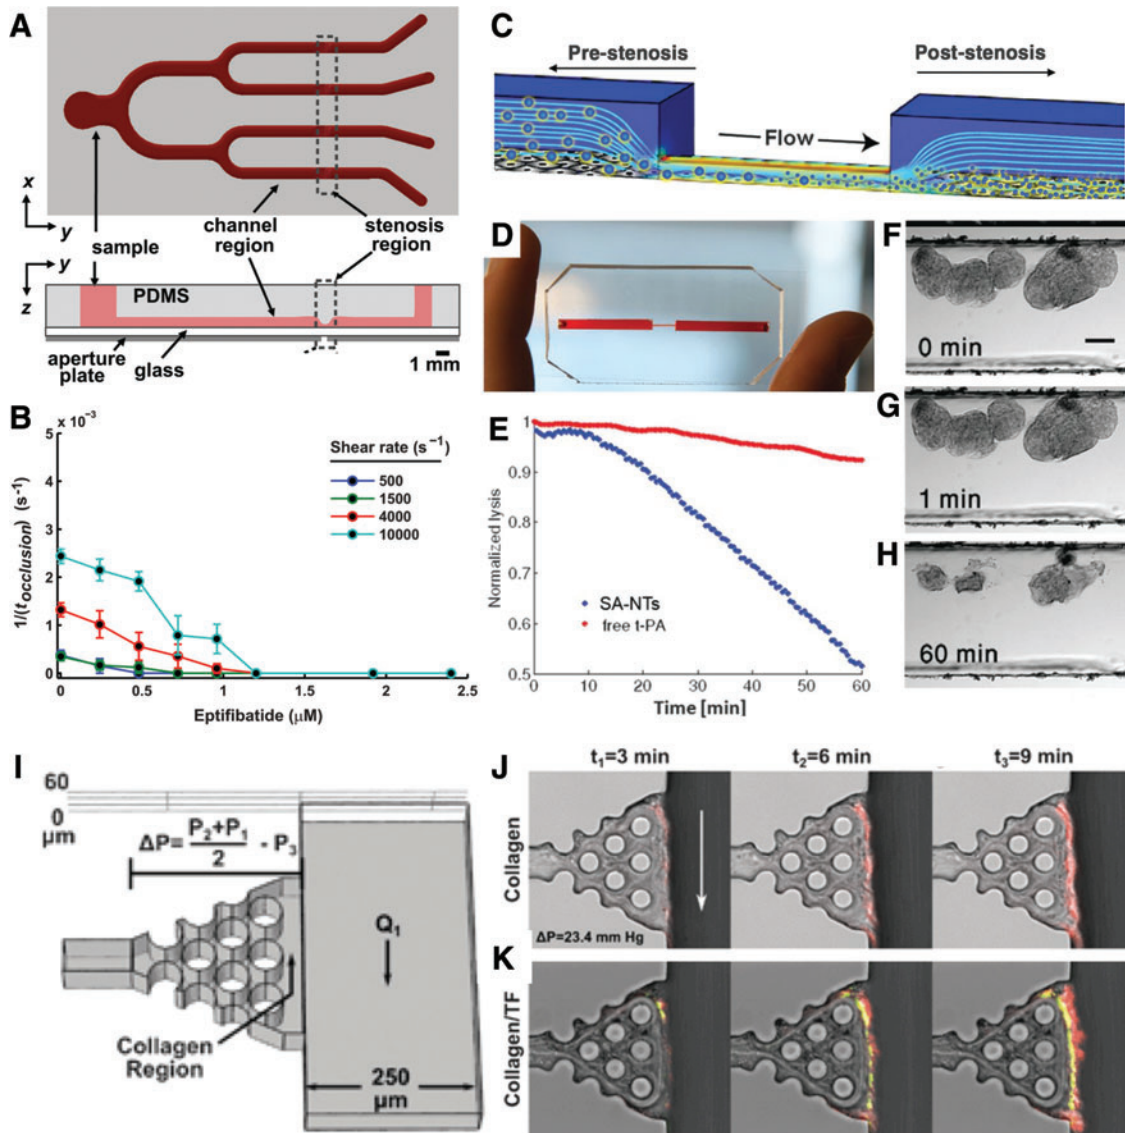 A
x
y
sample
channel
region
stenosis
region
y
z
PDMS
aperture
plate
glass
1 mm
B
x 10⁻³
5
4
3
2
1
0
1/(t_occlusion) (s⁻¹)
Shear rate (s⁻¹)
500
1500
4000
10000
0
0.5
1
1.5
2
2.5
Eptifibatide (μM)
C
Pre-stenosis
Post-stenosis
Flow
D
E
1
0.9
0.8
0.7
0.6
0.5
Normalized lysis
SA-NTs
free t-PA
0
10
20
30
40
50
60
Time [min]
F
0 min
G
1 min
H
60 min
I
60
0
μm
ΔP= P₂+P₁/2 - P₃
Q₁
Collagen
Region
250
μm
t₁=3 min
t₂=6 min
t₃=9 min
J
Collagen
ΔP=23.4 mm Hg
K
Collagen/TF